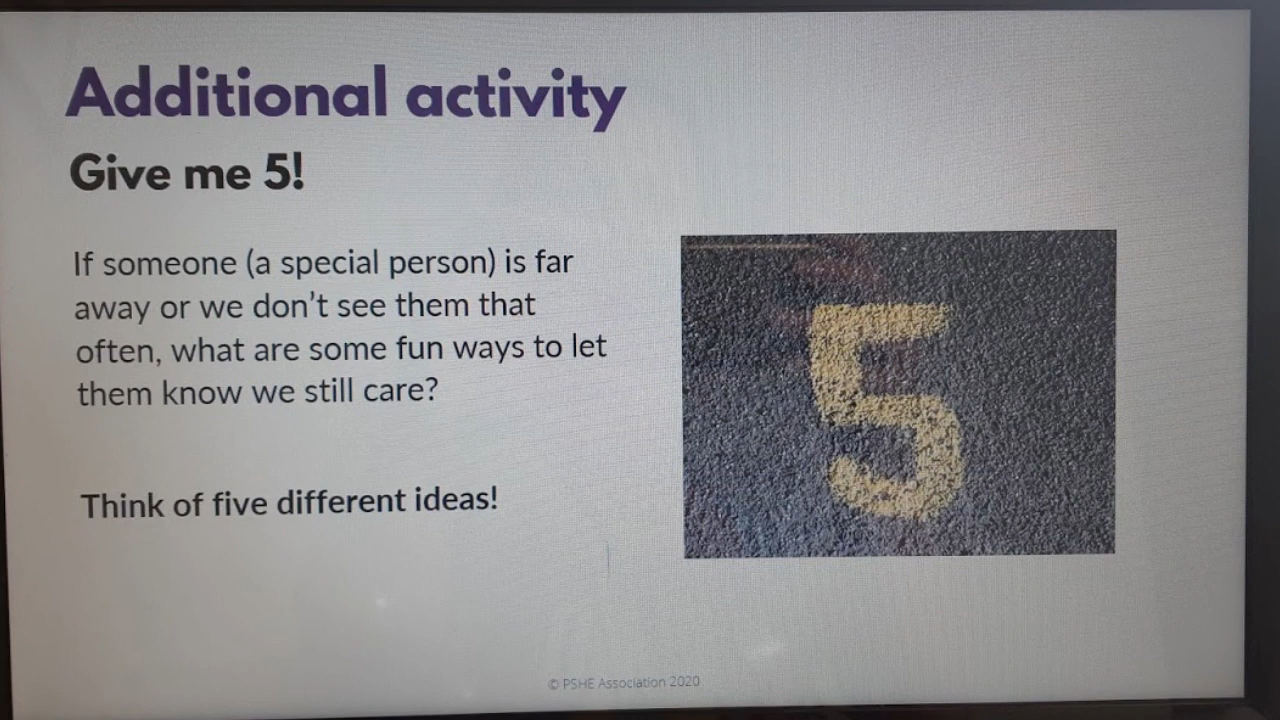 Additional activity
Give me 5!
If someone (a special person) is far
away or we don't see them that
often, what are some fun ways to let
them know we still care?
Think of five different ideas!
5
© PSHE Association 2020